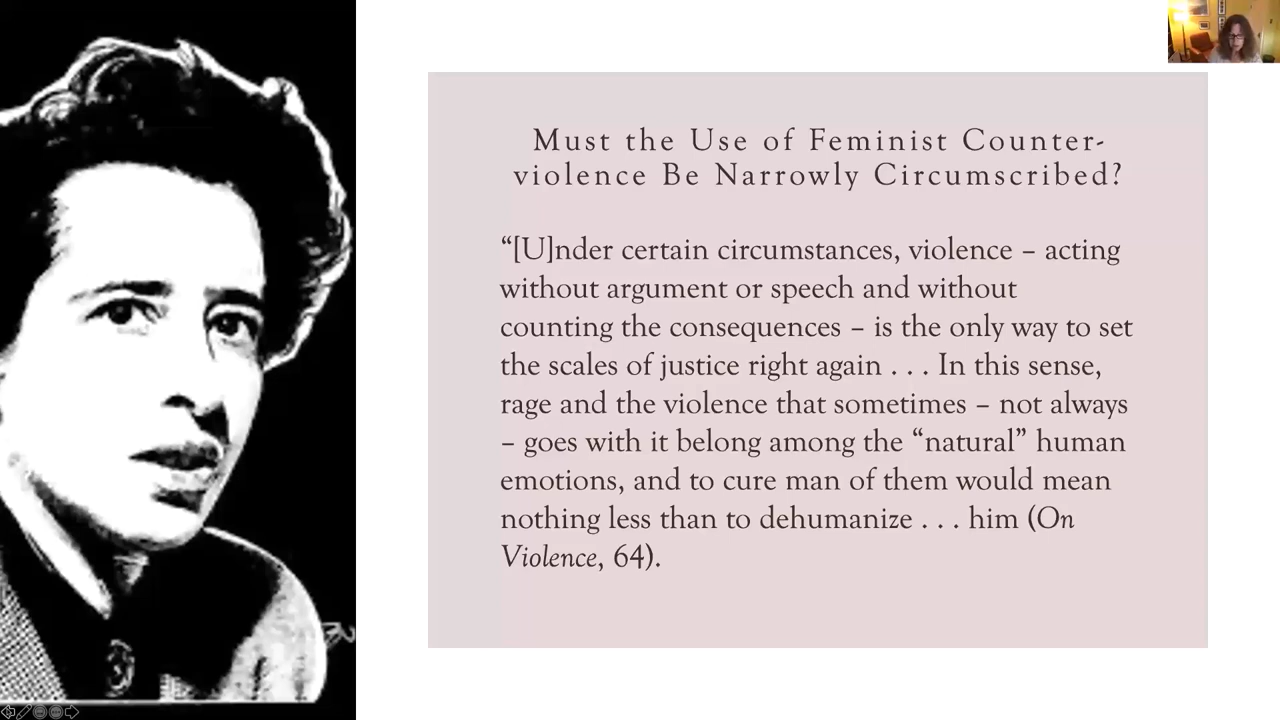 Must the Use of Feminist Counter-
violence Be Narrowly Circumscribed?
“[U]nder certain circumstances, violence – acting
without argument or speech and without
counting the consequences – is the only way to set
the scales of justice right again . . . In this sense,
rage and the violence that sometimes – not always
– goes with it belong among the “natural” human
emotions, and to cure man of them would mean
nothing less than to dehumanize . . . him (On
Violence, 64).